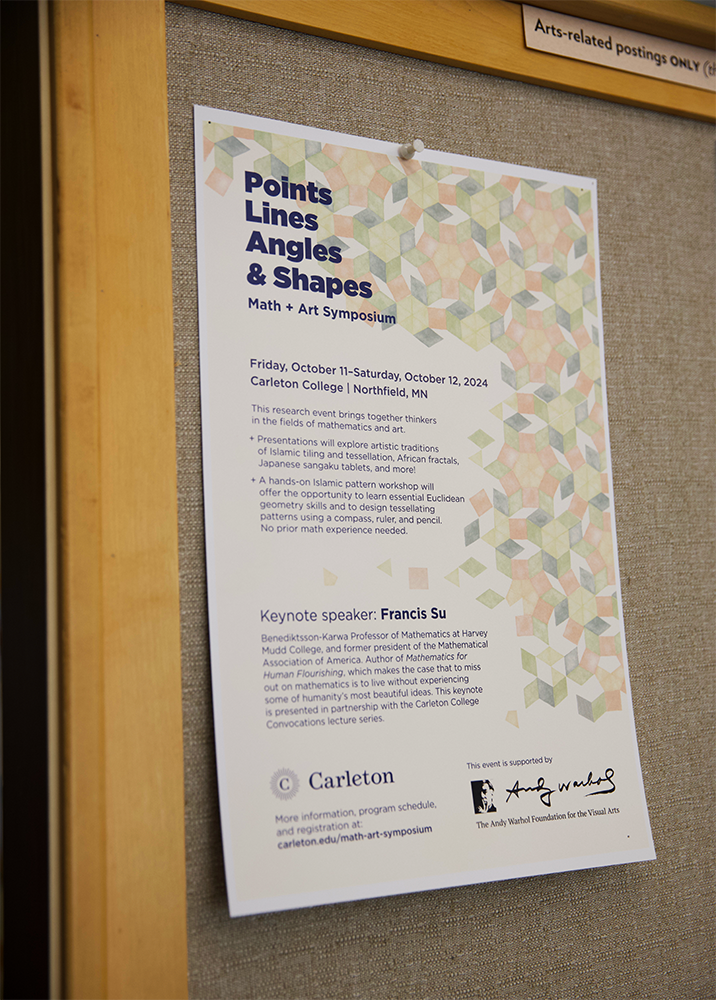 Arts-related postings ONLY
Points
Lines
Angles
& Shapes
Math + Art Symposium
Friday, October 11–Saturday, October 12, 2024
Carleton College | Northfield, MN
This research event brings together thinkers
in the fields of mathematics and art.
+ Presentations will explore artistic traditions
of Islamic tiling and tessellation, African fractals,
Japanese sangaku tablets, and more!
+ A hands-on Islamic pattern workshop will
offer the opportunity to learn essential Euclidean
geometry skills and to design tessellating
patterns using a compass, ruler, and pencil.
No prior math experience needed.
Keynote speaker: Francis Su
Benediktsson-Karwa Professor of Mathematics at Harvey
Mudd College, and former president of the Mathematical
Association of America. Author of Mathematics for
Human Flourishing, which makes the case that to miss
out on mathematics is to live without experiencing
some of humanity's most beautiful ideas. This keynote
is presented in partnership with the Carleton College
Convocations lecture series.
C Carleton
More information, program schedule,
and registration at:
carleton.edu/math-art-symposium
This event is supported by
Andy Warhol
The Andy Warhol Foundation for the Visual Arts